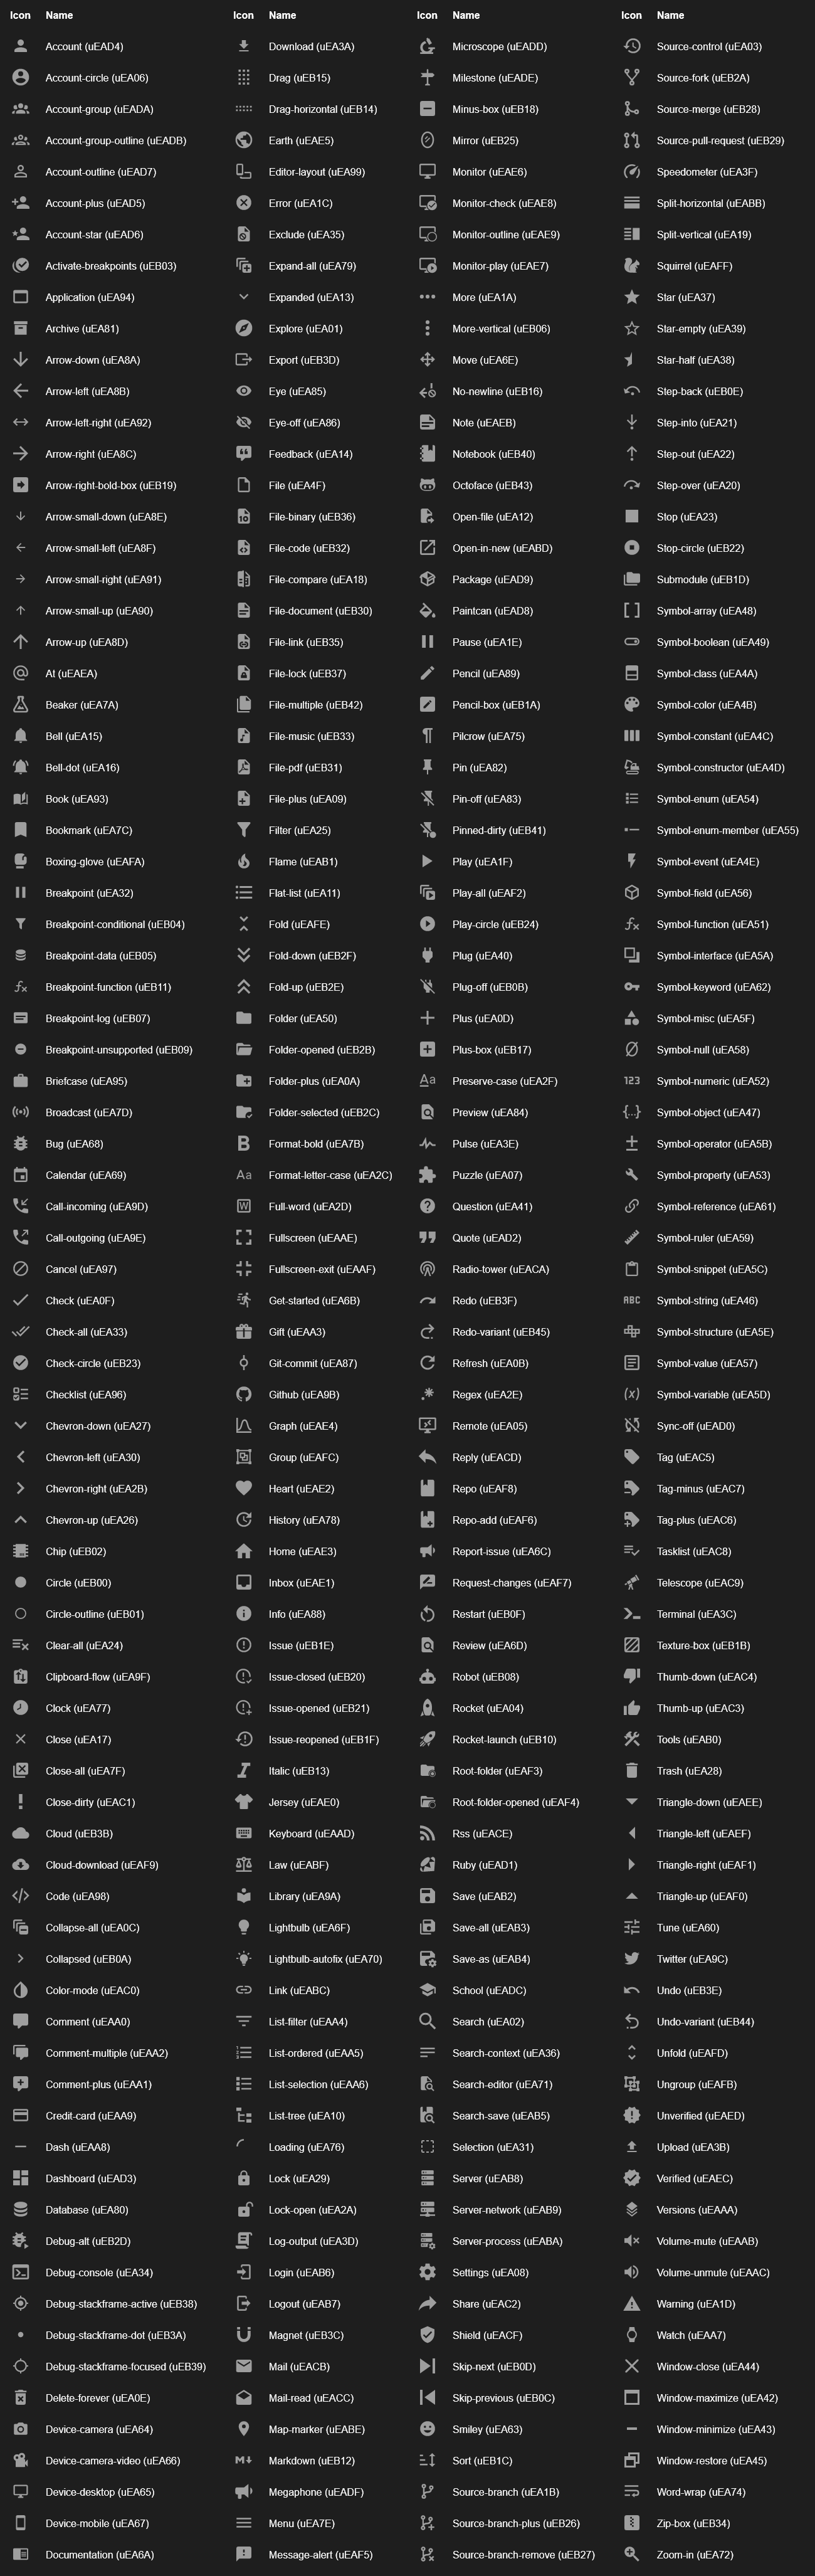 Icon Name Icon Name Icon Name Icon Name
Account (uEAD4) Download (uEA3A) Microscope (uEADD) Source-control (uEA03)
Account-circle (uEA06) Drag (uEB15) Milestone (uEADE) Source-fork (uEB2A)
Account-group (uEADA) Drag-horizontal (uEB14) Minus-box (uEB18) Source-merge (uEB28)
Account-group-outline (uEADB) Earth (uEAE5) Mirror (uEB25) Source-pull-request (uEB29)
Account-outline (uEAD7) Editor-layout (uEA99) Monitor (uEAE6) Speedometer (uEA3F)
Account-plus (uEAD5) Error (uEA1C) Monitor-check (uEAE8) Split-horizontal (uEABB)
Account-star (uEAD6) Exclude (uEA35) Monitor-outline (uEAE9) Split-vertical (uEA19)
Activate-breakpoints (uEB03) Expand-all (uEA79) Monitor-play (uEAE7) Squirrel (uEAFF)
Application (uEA94) Expanded (uEA13) More (uEA1A) Star (uEA37)
Archive (uEA81) Explore (uEA01) More-vertical (uEB06) Star-empty (uEA39)
Arrow-down (uEA8A) Export (uEB3D) Move (uEA6E) Star-half (uEA38)
Arrow-left (uEA8B) Eye (uEA85) No-newline (uEB16) Step-back (uEB0E)
Arrow-left-right (uEA92) Eye-off (uEA86) Note (uEAEB) Step-into (uEA21)
Arrow-right (uEA8C) Feedback (uEA14) Notebook (uEB40) Step-out (uEA22)
Arrow-right-bold-box (uEB19) File (uEA4F) Octoface (uEB43) Step-over (uEA20)
Arrow-small-down (uEA8E) File-binary (uEB36) Open-file (uEA12) Stop (uEA23)
Arrow-small-left (uEA8F) File-code (uEB32) Open-in-new (uEABD) Stop-circle (uEB22)
Arrow-small-right (uEA91) File-compare (uEA18) Package (uEAD9) Submodule (uEB1D)
Arrow-small-up (uEA90) File-document (uEB30) Paintcan (uEAD8) Symbol-array (uEA48)
Arrow-up (uEA8D) File-link (uEB35) Pause (uEA1E) Symbol-boolean (uEA49)
At (uEAEA) File-lock (uEB37) Pencil (uEA89) Symbol-class (uEA4A)
Beaker (uEA7A) File-multiple (uEB42) Pencil-box (uEB1A) Symbol-color (uEA4B)
Bell (uEA15) File-music (uEB33) Pilcrow (uEA75) Symbol-constant (uEA4C)
Bell-dot (uEA16) File-pdf (uEB31) Pin (uEA82) Symbol-constructor (uEA4D)
Book (uEA93) File-plus (uEA09) Pin-off (uEA83) Symbol-enum (uEA54)
Bookmark (uEA7C) Filter (uEA25) Pinned-dirty (uEB41) Symbol-enum-member (uEA55)
Boxing-glove (uEAFA) Flame (uEAB1) Play (uEA1F) Symbol-event (uEA4E)
Breakpoint (uEA32) Flat-list (uEA11) Play-all (uEAF2) Symbol-field (uEA56)
Breakpoint-conditional (uEB04) Fold (uEAFE) Play-circle (uEB24) Symbol-function (uEA51)
Breakpoint-data (uEB05) Fold-down (uEB2F) Plug (uEA40) Symbol-interface (uEA5A)
Breakpoint-function (uEB11) Fold-up (uEB2E) Plug-off (uEB0B) Symbol-keyword (uEA62)
Breakpoint-log (uEB07) Folder (uEA50) Plus (uEA0D) Symbol-misc (uEA5F)
Breakpoint-unsupported (uEB09) Folder-opened (uEB2B) Plus-box (uEB17) Symbol-null (uEA58)
Briefcase (uEA95) Folder-plus (uEA0A) Preserve-case (uEA2F) 123 Symbol-numeric (uEA52)
Broadcast (uEA7D) Folder-selected (uEB2C) Preview (uEA84) Symbol-object (uEA47)
Bug (uEA68) Format-bold (uEA7B) Pulse (uEA3E) Symbol-operator (uEA5B)
Calendar (uEA69) Format-letter-case (uEA2C) Puzzle (uEA07) Symbol-property (uEA53)
Call-incoming (uEA9D) Full-word (uEA2D) Question (uEA41) Symbol-reference (uEA61)
Call-outgoing (uEA9E) Fullscreen (uEAAE) Quote (uEAD2) Symbol-ruler (uEA59)
Cancel (uEA97) Fullscreen-exit (uEAAF) Radio-tower (uEACA) Symbol-snippet (uEA5C)
Check (uEA0F) Get-started (uEA6B) Redo (uEB3F) ABC Symbol-string (uEA46)
Check-all (uEA33) Gift (uEAA3) Redo-variant (uEB45) Symbol-structure (uEA5E)
Check-circle (uEB23) Git-commit (uEA87) Refresh (uEA0B) Symbol-value (uEA57)
Checklist (uEA96) Github (uEA9B) Regex (uEA2E) Symbol-variable (uEA5D)
Chevron-down (uEA27) Graph (uEAE4) Remote (uEA05) Sync-off (uEAD0)
Chevron-left (uEA30) Group (uEAFC) Reply (uEACD) Tag (uEAC5)
Chevron-right (uEA2B) Heart (uEAE2) Repo (uEAF8) Tag-minus (uEAC7)
Chevron-up (uEA26) History (uEA78) Repo-add (uEAF6) Tag-plus (uEAC6)
Chip (uEB02) Home (uEAE3) Report-issue (uEA6C) Tasklist (uEAC8)
Circle (uEB00) Inbox (uEAE1) Request-changes (uEAF7) Telescope (uEAC9)
Circle-outline (uEB01) Info (uEA88) Restart (uEB0F) Terminal (uEA3C)
Clear-all (uEA24) Issue (uEB1E) Review (uEA6D) Texture-box (uEB1B)
Clipboard-flow (uEA9F) Issue-closed (uEB20) Robot (uEB08) Thumb-down (uEAC4)
Clock (uEA77) Issue-opened (uEB21) Rocket (uEA04) Thumb-up (uEAC3)
Close (uEA17) Issue-reopened (uEB1F) Rocket-launch (uEB10) Tools (uEAB0)
Close-all (uEA7F) Italic (uEB13) Root-folder (uEAF3) Trash (uEA28)
Close-dirty (uEAC1) Jersey (uEAE0) Root-folder-opened (uEAF4) Triangle-down (uEAEE)
Cloud (uEB3B) Keyboard (uEAAD) Rss (uEACE) Triangle-left (uEAEF)
Cloud-download (uEAF9) Law (uEABF) Ruby (uEAD1) Triangle-right (uEAF1)
Code (uEA98) Library (uEA9A) Save (uEAB2) Triangle-up (uEAF0)
Collapse-all (uEA0C) Lightbulb (uEA6F) Save-all (uEAB3) Tune (uEA60)
Collapsed (uEB0A) Lightbulb-autofix (uEA70) Save-as (uEAB4) Twitter (uEA9C)
Color-mode (uEAC0) Link (uEABC) School (uEADC) Undo (uEB3E)
Comment (uEAA0) List-filter (uEAA4) Search (uEA02) Undo-variant (uEB44)
Comment-multiple (uEAA2) List-ordered (uEAA5) Search-context (uEA36) Unfold (uEAFD)
Comment-plus (uEAA1) List-selection (uEAA6) Search-editor (uEA71) Ungroup (uEAFB)
Credit-card (uEAA9) List-tree (uEA10) Search-save (uEAB5) Unverified (uEAED)
Dash (uEAA8) Loading (uEA76) Selection (uEA31) Upload (uEA3B)
Dashboard (uEAD3) Lock (uEA29) Server (uEAB8) Verified (uEAEC)
Database (uEA80) Lock-open (uEA2A) Server-network (uEAB9) Versions (uEAAA)
Debug-alt (uEB2D) Log-output (uEA3D) Server-process (uEABA) Volume-mute (uEAAB)
Debug-console (uEA34) Login (uEAB6) Settings (uEA08) Volume-unmute (uEAAC)
Debug-stackframe-active (uEB38) Logout (uEAB7) Share (uEAC2) Warning (uEA1D)
Debug-stackframe-dot (uEB3A) Magnet (uEB3C) Shield (uEACF) Watch (uEAA7)
Debug-stackframe-focused (uEB39) Mail (uEACB) Skip-next (uEB0D) Window-close (uEA44)
Delete-forever (uEA0E) Mail-read (uEACC) Skip-previous (uEB0C) Window-maximize (uEA42)
Device-camera (uEA64) Map-marker (uEABE) Smiley (uEA63) Window-minimize (uEA43)
Device-camera-video (uEA66) Markdown (uEB12) Sort (uEB1C) Window-restore (uEA45)
Device-desktop (uEA65) Megaphone (uEADF) Source-branch (uEA1B) Word-wrap (uEA74)
Device-mobile (uEA67) Menu (uEA7E) Source-branch-plus (uEB26) Zip-box (uEB34)
Documentation (uEA6A) Message-alert (uEAF5) Source-branch-remove (uEB27) Zoom-in (uEA72)